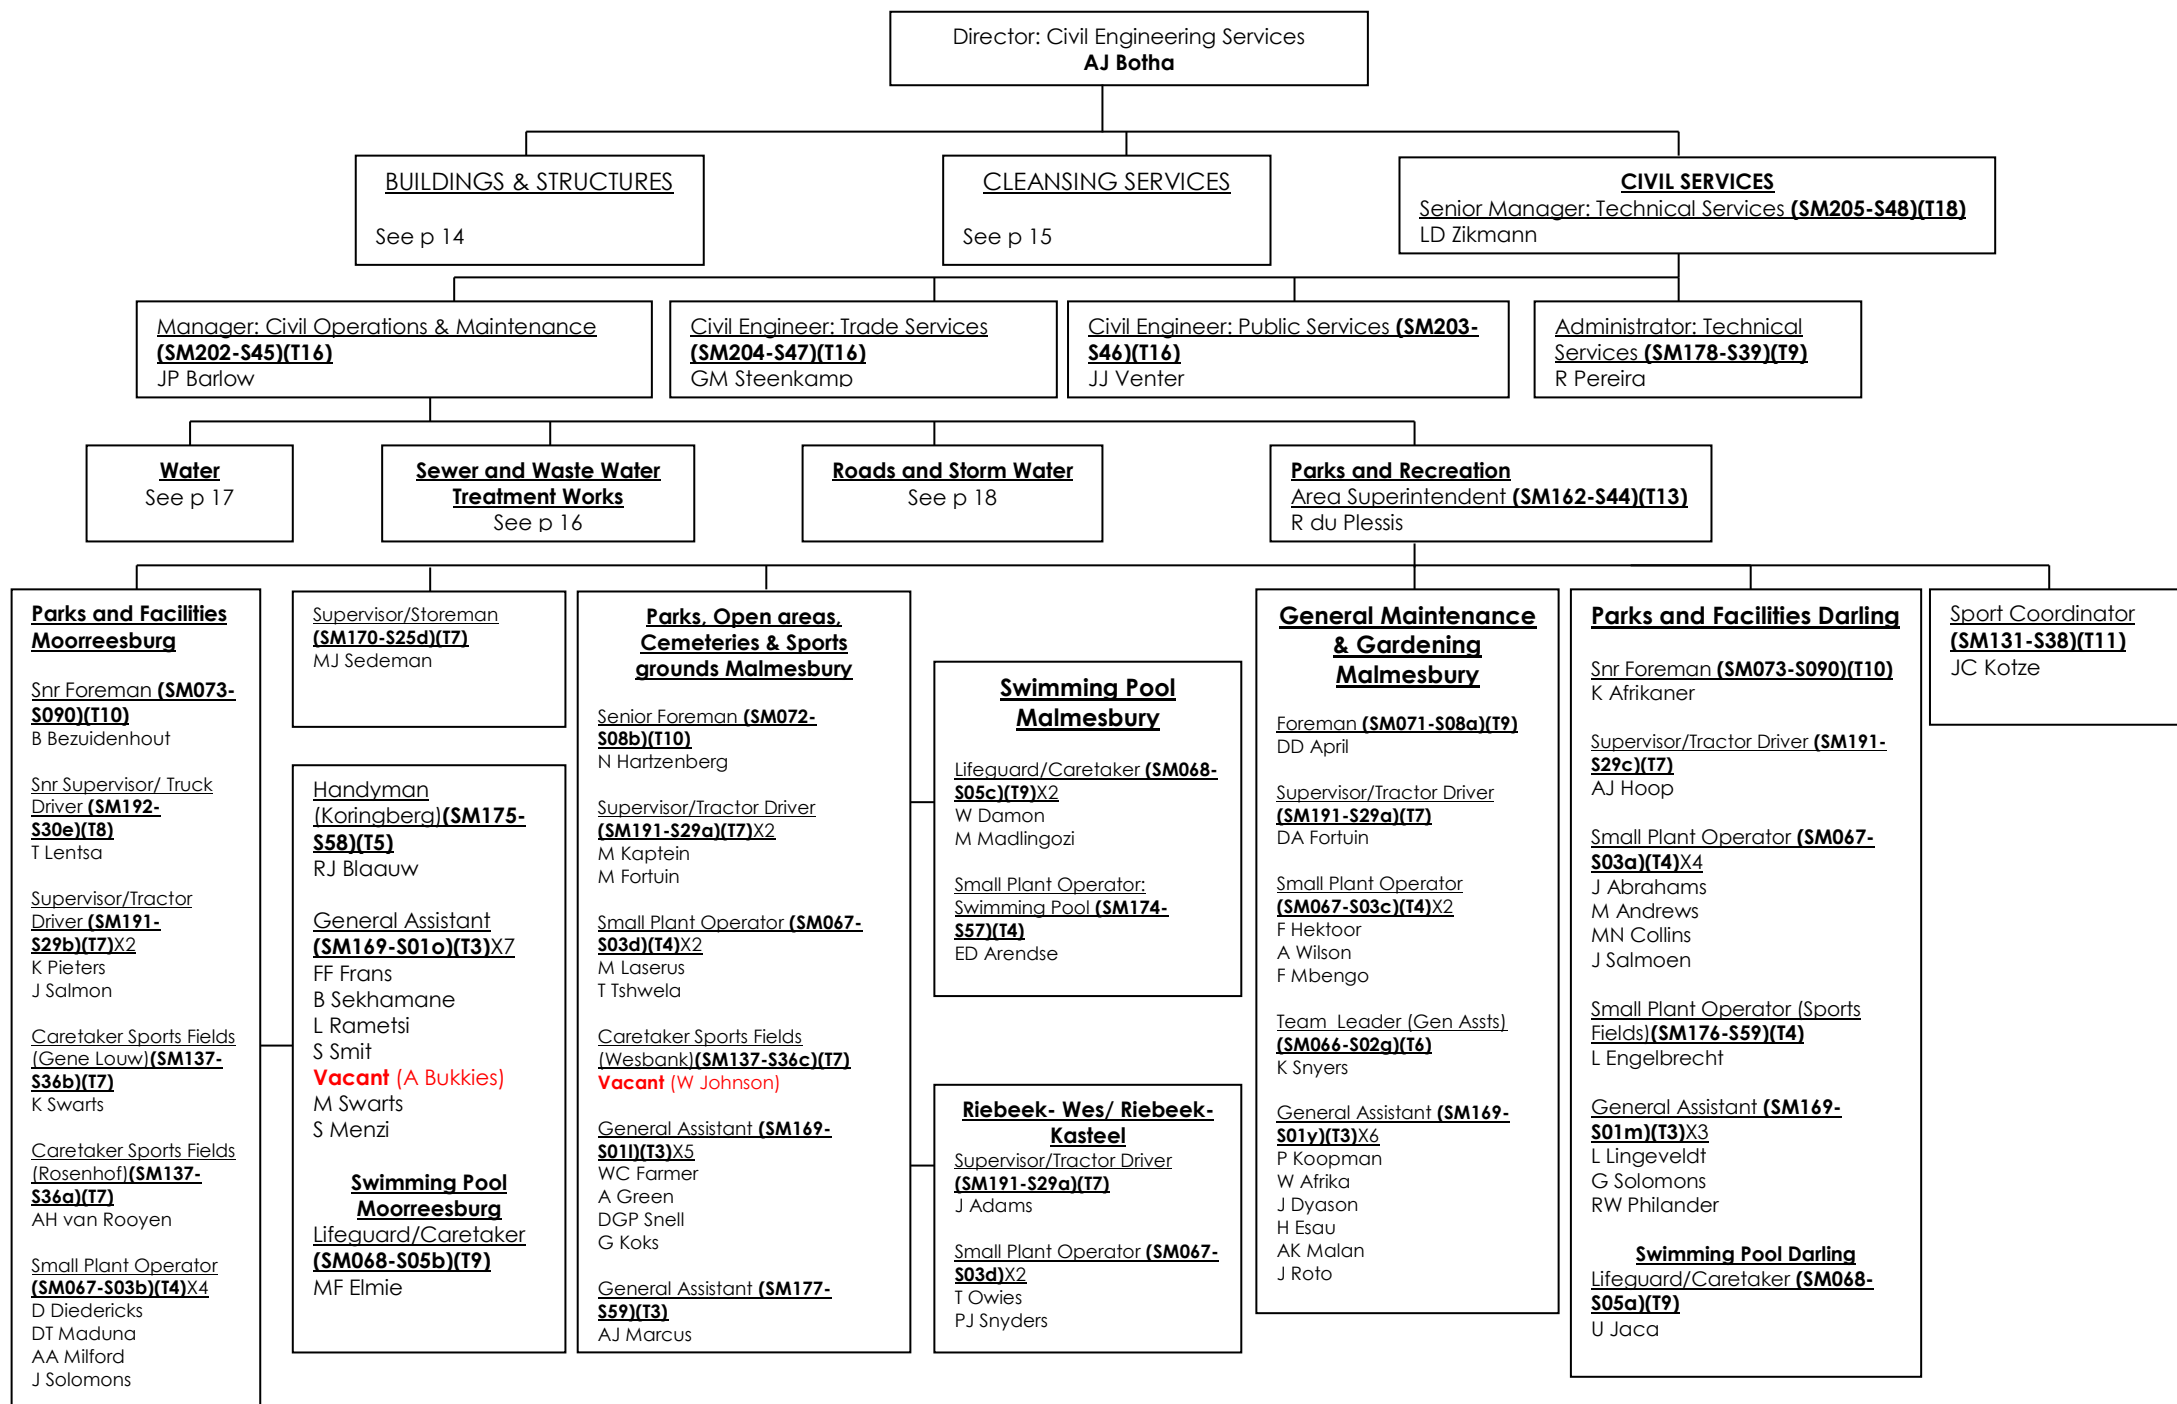 Director: Civil Engineering Services
AJ Botha
BUILDINGS & STRUCTURES
See p 14
CLEANSING SERVICES
See p 15
CIVIL SERVICES
Senior Manager: Technical Services (SM205-S48)(T18)
LD Zikmann
Manager: Civil Operations & Maintenance
(SM202-S45)(T16)
JP Barlow
Civil Engineer: Trade Services
(SM204-S47)(T16)
GM Steenkamp
Civil Engineer: Public Services (SM203-
S46)(T16)
JJ Venter
Administrator: Technical
Services (SM178-S39)(T9)
R Pereira
Water
See p 17
Sewer and Waste Water
Treatment Works
See p 16
Roads and Storm Water
See p 18
Parks and Recreation
Area Superintendent (SM162-S44)(T13)
R du Plessis
Parks and Facilities
Moorreesburg
Snr Foreman (SM073-
S090)(T10)
B Bezuidenhout
Snr Supervisor/ Truck
Driver (SM192-
S30e)(T8)
T Lentsa
Supervisor/Tractor
Driver (SM191-
S29b)(T7)X2
K Pieters
J Salmon
Caretaker Sports Fields
(Gene Louw)(SM137-
S36b)(T7)
K Swarts
Caretaker Sports Fields
(Rosenhof)(SM137-
S36a)(T7)
AH van Rooyen
Small Plant Operator
(SM067-S03b)(T4)X4
D Diedericks
DT Maduna
AA Milford
J Solomons
Supervisor/Storeman
(SM170-S25d)(T7)
MJ Sedeman
Handyman
(Koringberg)(SM175-
S58)(T5)
RJ Blaauw
General Assistant
(SM169-S01o)(T3)X7
FF Frans
B Sekhamane
L Rametsi
S Smit
Vacant (A Bukkies)
M Swarts
S Menzi
Swimming Pool
Moorreesburg
Lifeguard/Caretaker
(SM068-S05b)(T9)
MF Elmie
Parks, Open areas,
Cemeteries & Sports
grounds Malmesbury
Senior Foreman (SM072-
S08b)(T10)
N Hartzenberg
Supervisor/Tractor Driver
(SM191-S29a)(T7)X2
M Kaptein
M Fortuin
Small Plant Operator (SM067-
S03d)(T4)X2
M Laserus
T Tshwela
Caretaker Sports Fields
(Wesbank)(SM137-S36c)(T7)
Vacant (W Johnson)
General Assistant (SM169-
S01l)(T3)X5
WC Farmer
A Green
DGP Snell
G Koks
General Assistant (SM177-
S59)(T3)
AJ Marcus
Swimming Pool
Malmesbury
Lifeguard/Caretaker (SM068-
S05c)(T9)X2
W Damon
M Madlingozi
Small Plant Operator:
Swimming Pool (SM174-
S57)(T4)
ED Arendse
Riebeek- Wes/ Riebeek-
Kasteel
Supervisor/Tractor Driver
(SM191-S29a)(T7)
J Adams
Small Plant Operator (SM067-
S03d)X2
T Owies
PJ Snyders
General Maintenance
& Gardening
Malmesbury
Foreman (SM071-S08a)(T9)
DD April
Supervisor/Tractor Driver
(SM191-S29a)(T7)
DA Fortuin
Small Plant Operator
(SM067-S03c)(T4)X2
F Hektoor
A Wilson
F Mbengo
Team  Leader (Gen Assts)
(SM066-S02g)(T6)
K Snyers
General Assistant (SM169-
S01y)(T3)X6
P Koopman
W Afrika
J Dyason
H Esau
AK Malan
J Roto
Parks and Facilities Darling
Snr Foreman (SM073-S090)(T10)
K Afrikaner
Supervisor/Tractor Driver (SM191-
S29c)(T7)
AJ Hoop
Small Plant Operator (SM067-
S03a)(T4)X4
J Abrahams
M Andrews
MN Collins
J Salmoen
Small Plant Operator (Sports
Fields)(SM176-S59)(T4)
L Engelbrecht
General Assistant (SM169-
S01m)(T3)X3
L Lingeveldt
G Solomons
RW Philander
Swimming Pool Darling
Lifeguard/Caretaker (SM068-
S05a)(T9)
U Jaca
Sport Coordinator
(SM131-S38)(T11)
JC Kotze